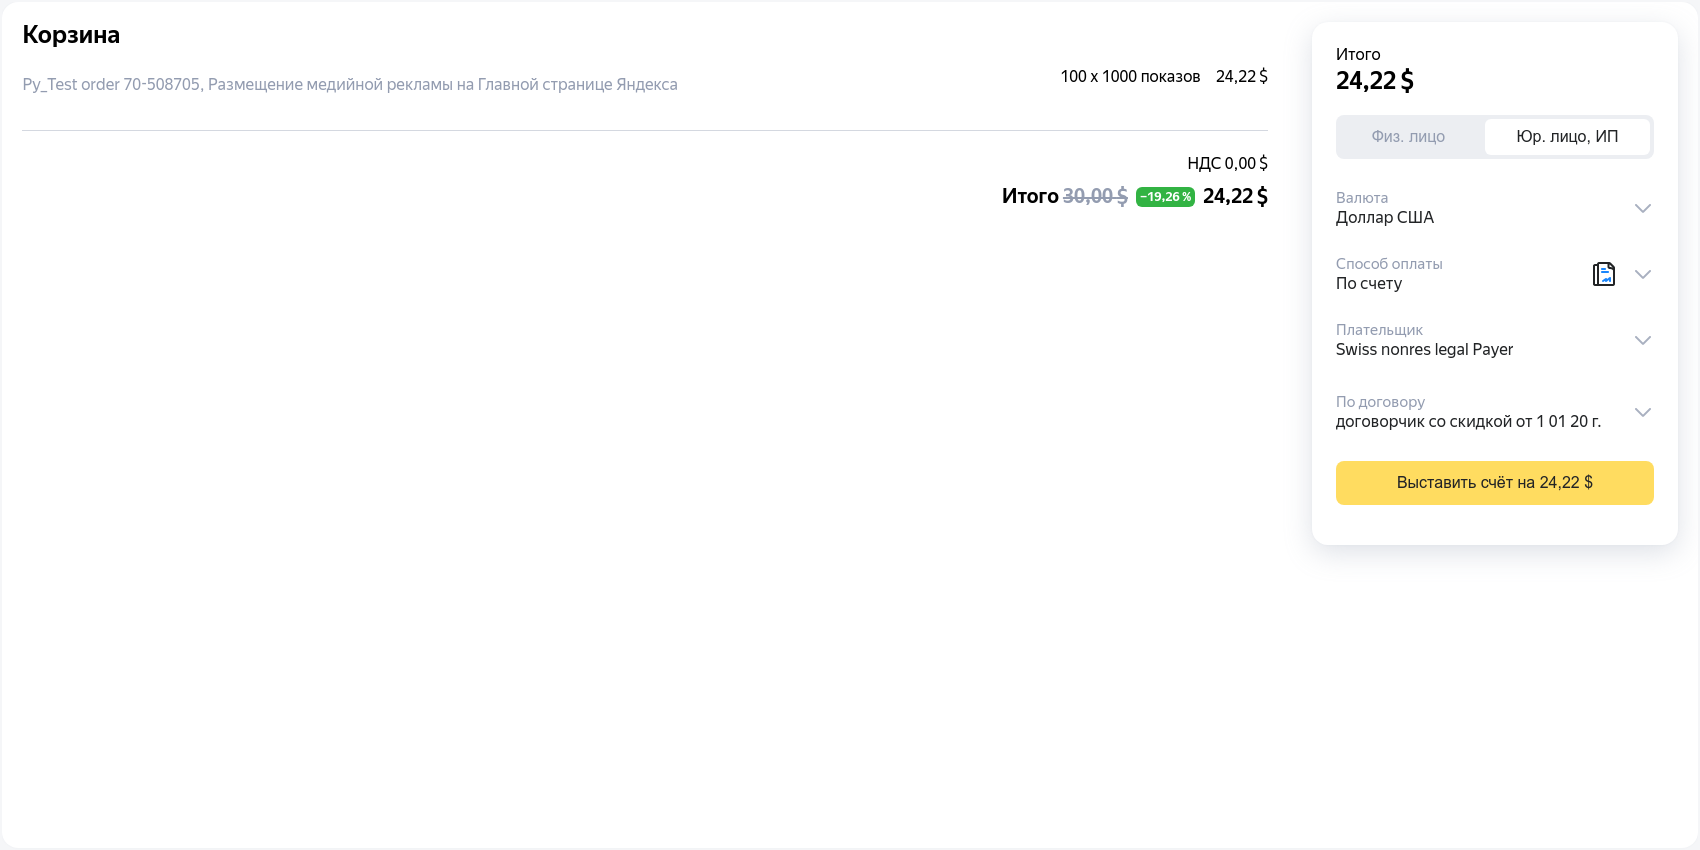 Корзина
Py_Test order 70-508705, Размещение медийной рекламы на Главной странице Яндекса
100 x 1000 показов 24,22 $
НДС 0,00 $
Итого 30,00 $ −19,26 % 24,22 $
Итого
24,22 $
Физ. лицо Юр. лицо, ИП
Валюта
Доллар США
Способ оплаты
По счету
Плательщик
Swiss nonres legal Payer
По договору
договорчик со скидкой от 1 01 20 г.
Выставить счёт на 24,22 $